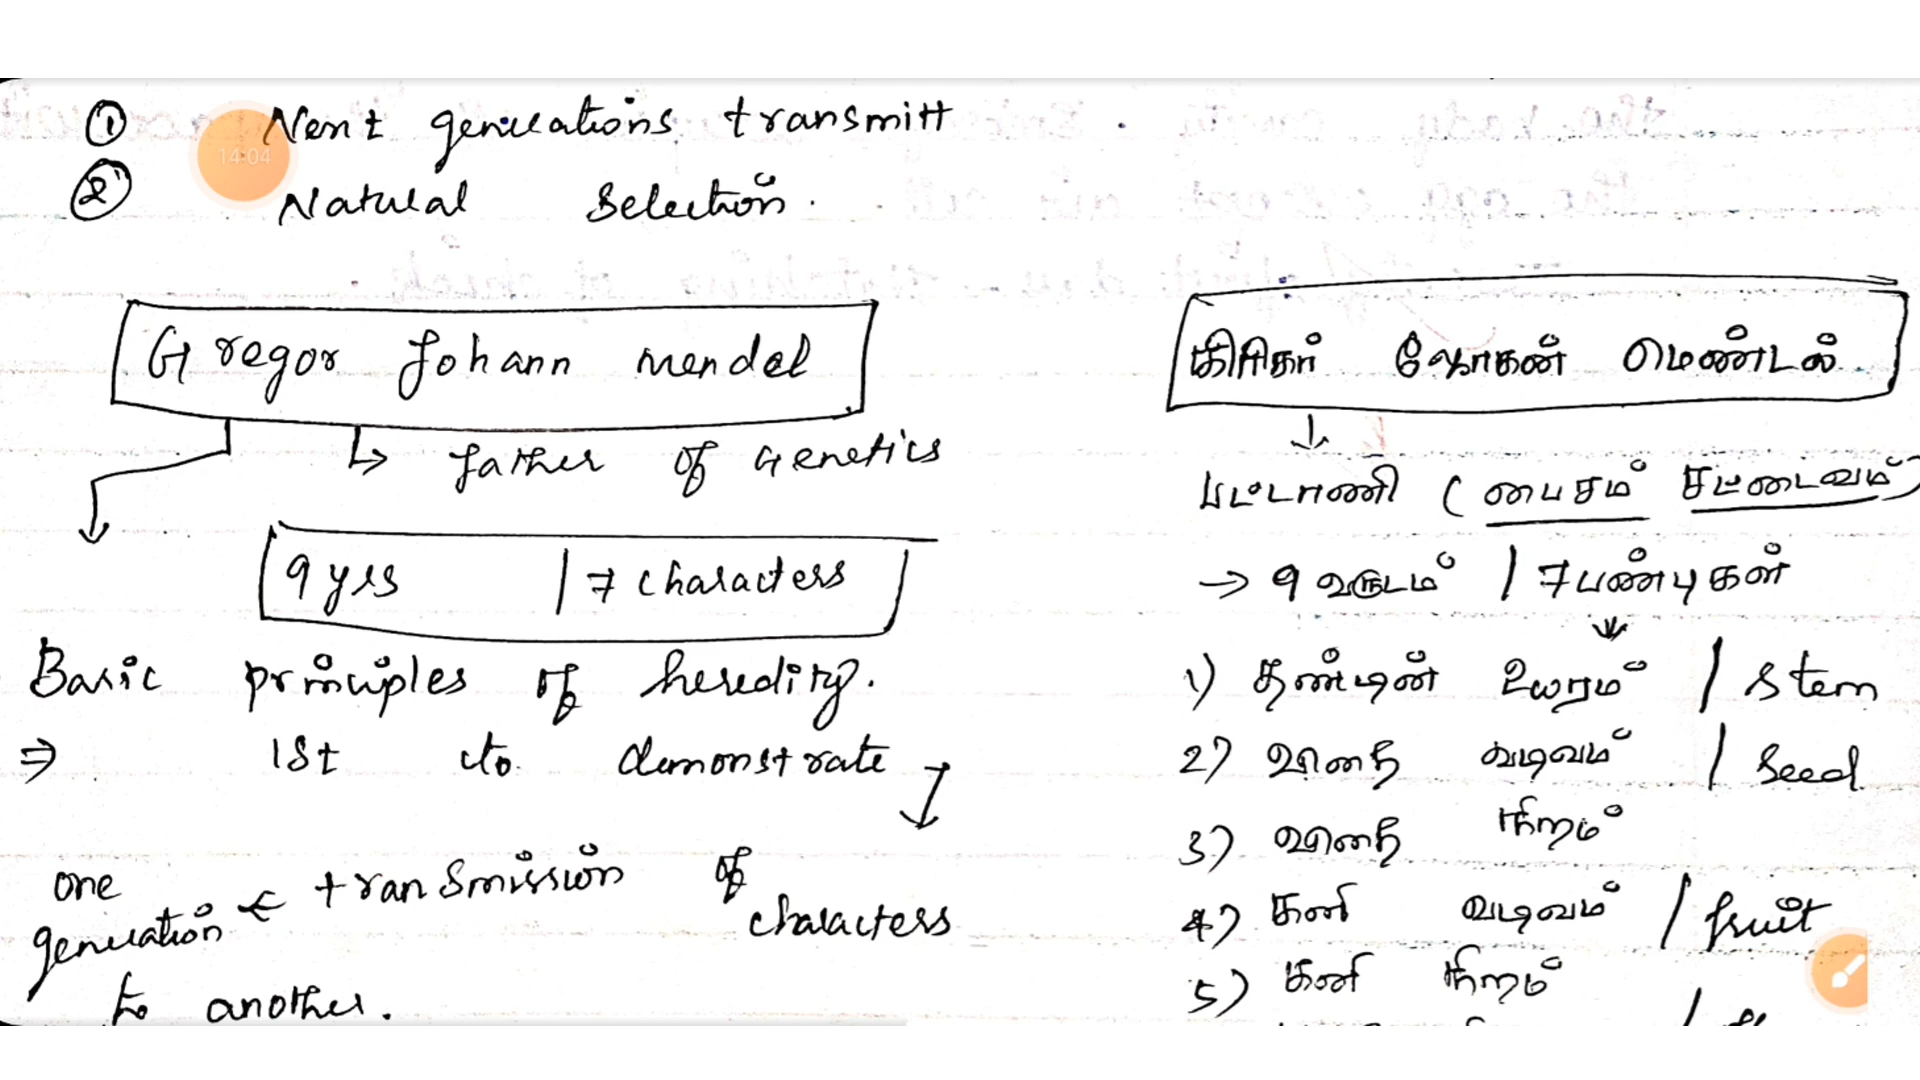 ① Next generations transmitt
14:04
② Natural Selection.
Gregor Johann Mendel
father of Genetics
9 yrs | 7 characters
Basic principles of heredity.
⇒ 1st to demonstrate
transmission of characters
one generation
to another.
கிரிகர் ஜோகன் மெண்டல்
↓
பட்டாணி (பைசம் சட்டைவம்)
→ 9 வருடம் / 7 பண்புகள்
1) தண்டின் உயரம் / Stem
2) விதை வடிவம் / Seed
3) விதை நிறம்
4) கனி வடிவம் / fruit
5) கனி நிறம்